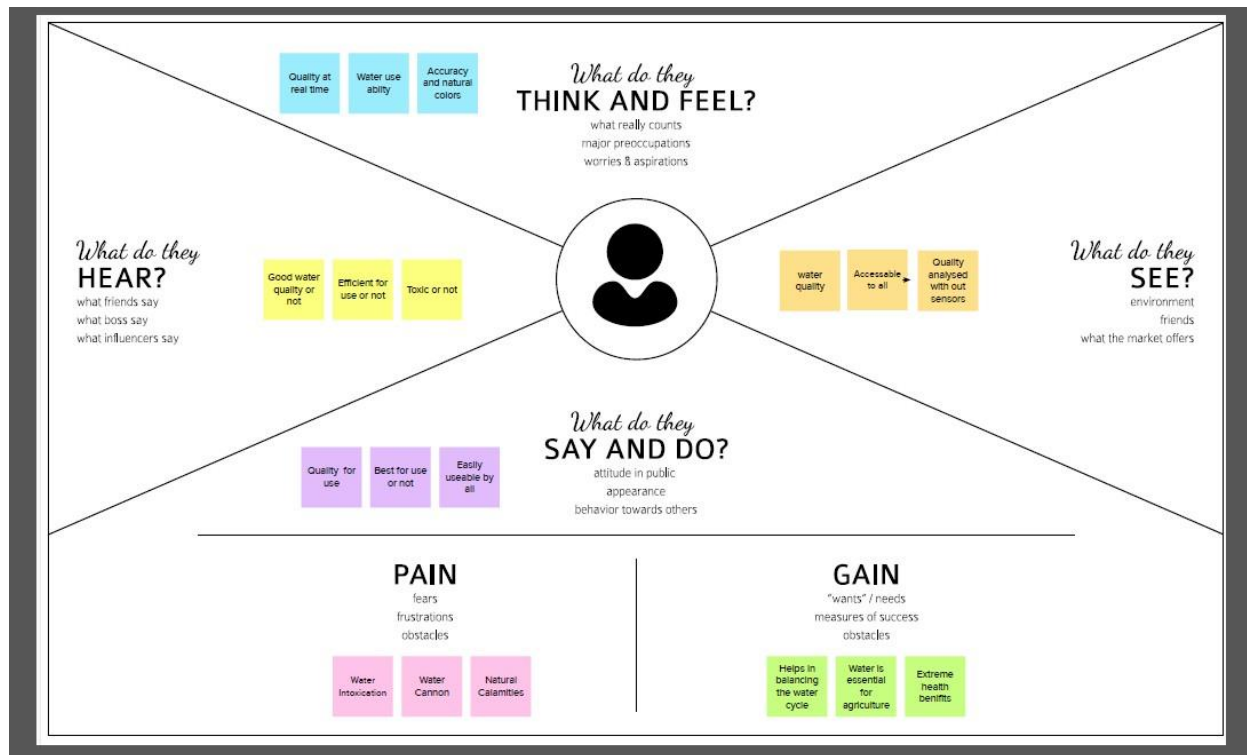 Quality at
real time
Water use
ablity
Accuracy
and natural
colors
What do they
THINK AND FEEL?
what really counts
major preoccupations
worries & aspirations
What do they
HEAR?
what friends say
what boss say
what influencers say
Good water
quality or
not
Efficient for
use or not
Toxic or not
water
quality
Accessable
to all
Quality
analysed
with out
sensors
What do they
SEE?
environment
friends
what the market offers
What do they
SAY AND DO?
attitude in public
appearance
behavior towards others
Quality for
use
Best for use
or not
Easily
useable by
all
PAIN
fears
frustrations
obstacles
Water
Intoxication
Water
Cannon
Natural
Calamities
GAIN
"wants" / needs
measures of success
obstacles
Helps in
balancing
the water
cycle
Water is
essential
for
agriculture
Extreme
health
benifits